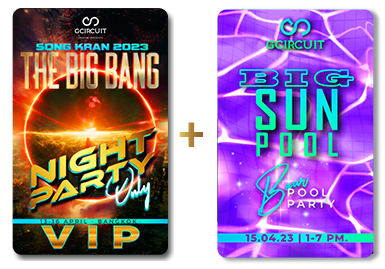 GCIRCUIT
SONG KRAN 2023
THE BIG BANG
NIGHT
PARTY
Only
13-16 APRIL · BANGKOK
VIP
+
GCIRCUIT
BIG
SUN
POOL
Bear
POOL
PARTY
15.04.23 | 1-7 PM.